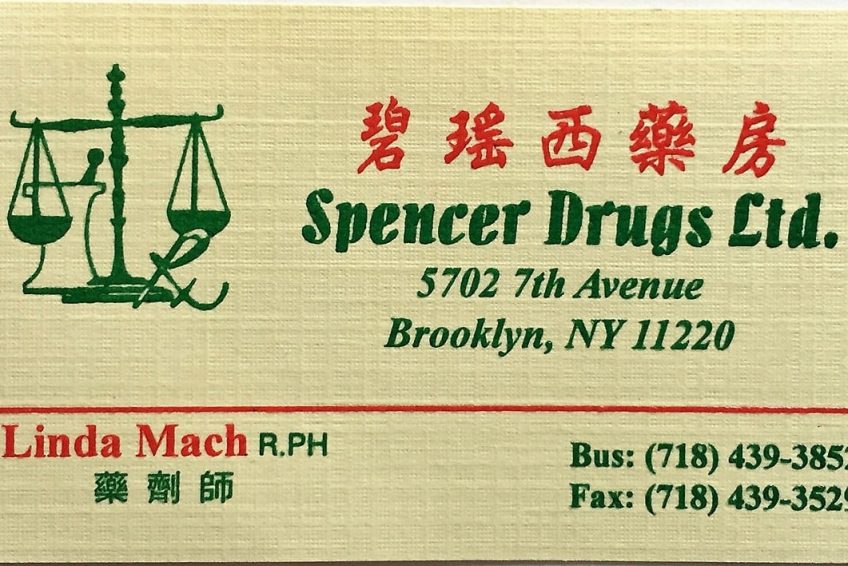 碧瑤西藥房
Spencer Drugs Ltd.
5702 7th Avenue
Brooklyn, NY 11220
Linda Mach R.PH
藥劑師
Bus: (718) 439-3852
Fax: (718) 439-3529